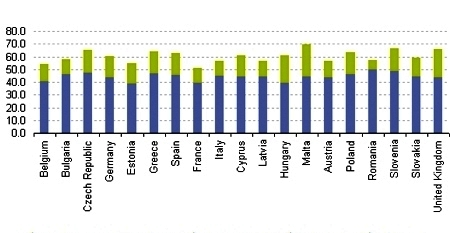 80.0
70.0
60.0
50.0
40.0
30.0
20.0
10.0
0.0
Belgium
Bulgaria
Czech Republic
Germany
Estonia
Greece
Spain
France
Italy
Cyprus
Latvia
Hungary
Malta
Austria
Poland
Romania
Slovenia
Slovakia
United Kingdom